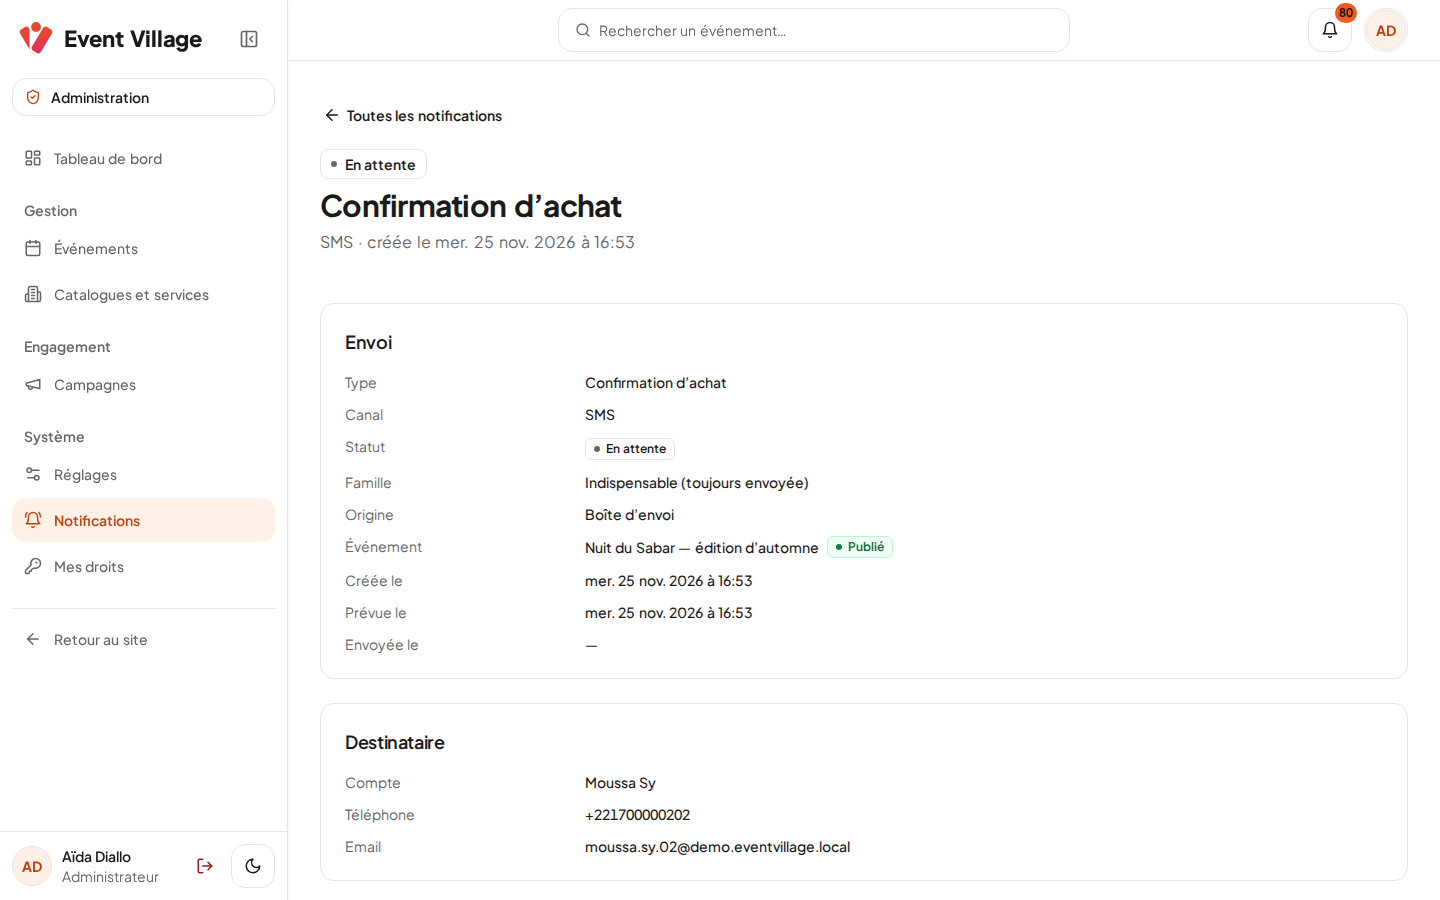 Event Village
Rechercher un événement…
80
AD
Administration
Tableau de bord
Gestion
Événements
Catalogues et services
Engagement
Campagnes
Système
Réglages
Notifications
Mes droits
Retour au site
AD
Aïda Diallo
Administrateur
Toutes les notifications
En attente
Confirmation d’achat
SMS · créée le mer. 25 nov. 2026 à 16:53
Envoi
Type Confirmation d’achat
Canal SMS
Statut En attente
Famille Indispensable (toujours envoyée)
Origine Boîte d’envoi
Événement Nuit du Sabar — édition d’automne Publié
Créée le mer. 25 nov. 2026 à 16:53
Prévue le mer. 25 nov. 2026 à 16:53
Envoyée le —
Destinataire
Compte Moussa Sy
Téléphone +221700000202
Email moussa.sy.02@demo.eventvillage.local